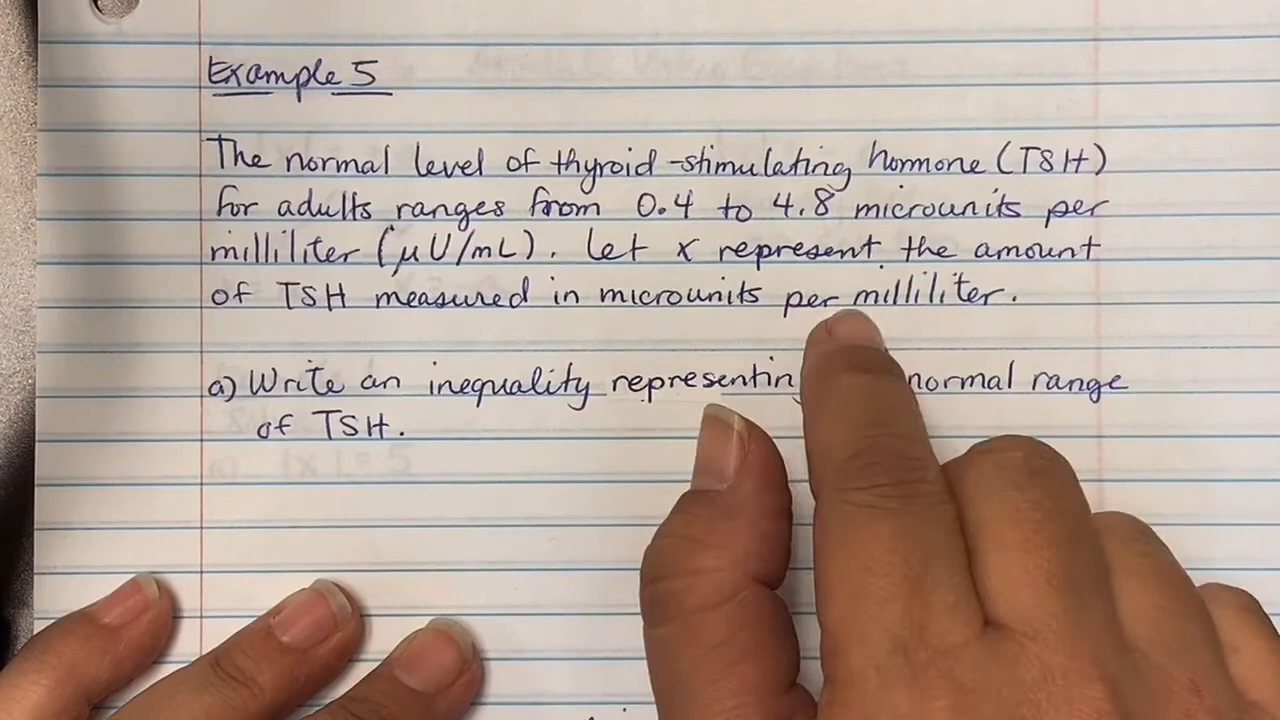 Example 5
The normal level of thyroid-stimulating hormone (TSH)
for adults ranges from 0.4 to 4.8 microunits per
milliliter (μU/mL). Let x represent the amount
of TSH measured in microunits per milliliter.
a) Write an inequality representin normal range
of TSH.
|x| = 5